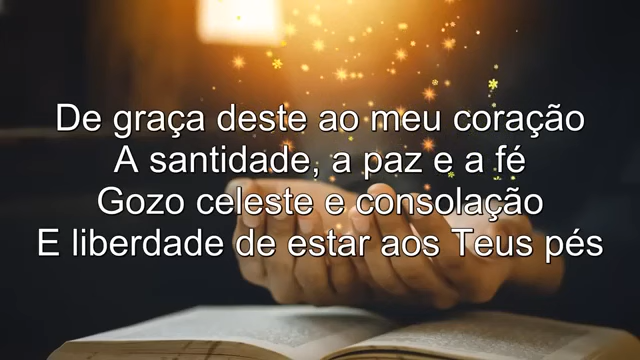 De graça deste ao meu coração
A santidade, a paz e a fé
Gozo celeste e consolação
E liberdade de estar aos Teus pés